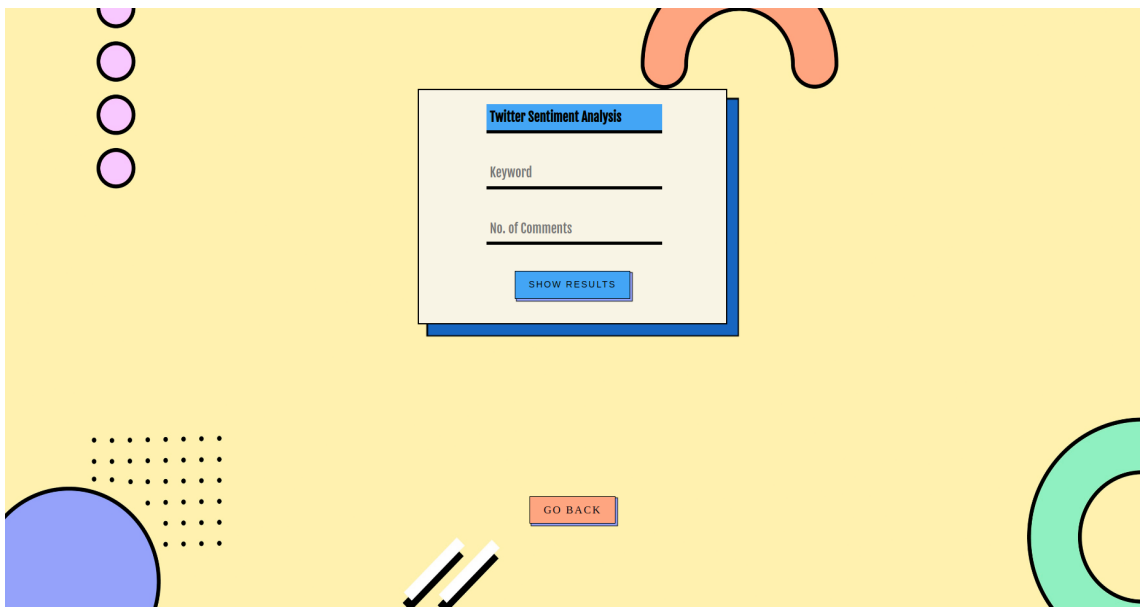 Twitter Sentiment Analysis
Keyword
No. of Comments
SHOW RESULTS
GO BACK